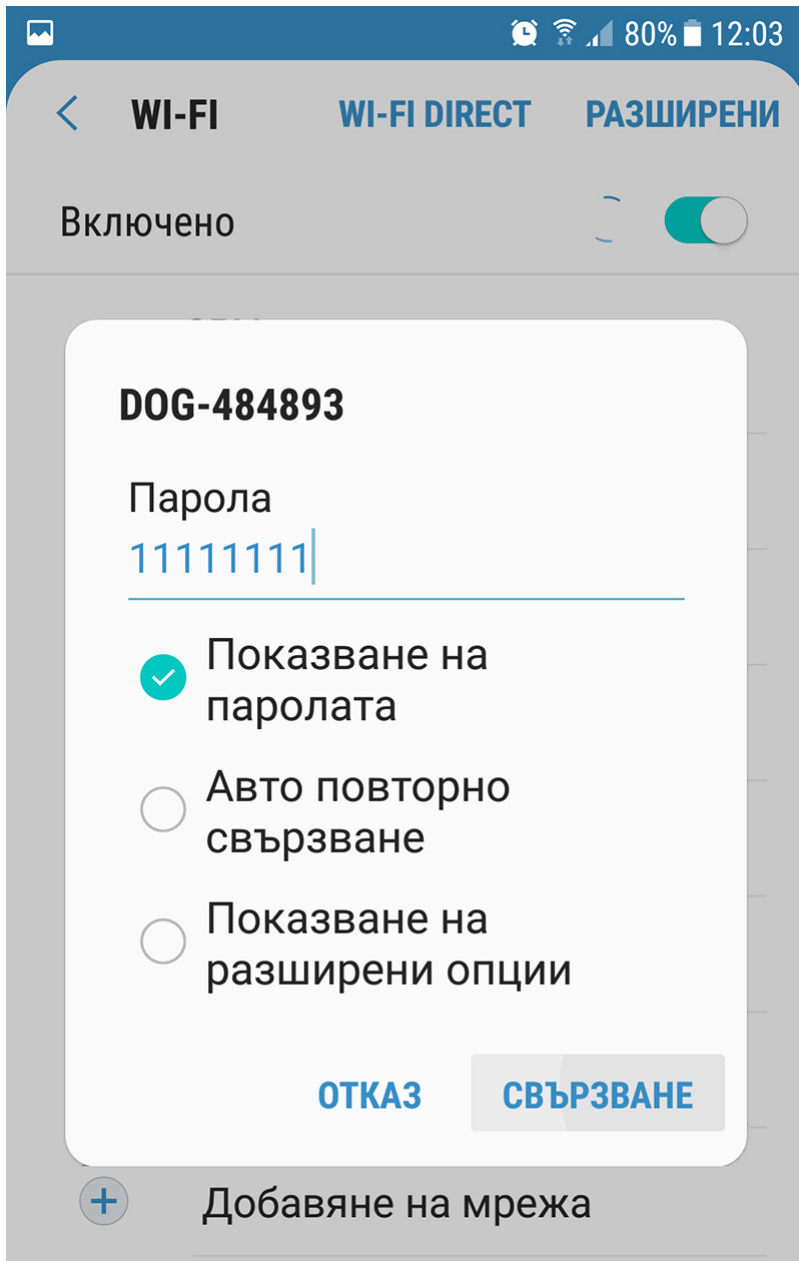 80% 12:03
WI-FI WI-FI DIRECT РАЗШИРЕНИ
Включено
DOG-484893
Парола
11111111
Показване на
паролата
Авто повторно
свързване
Показване на
разширени опции
ОТКАЗ СВЪРЗВАНЕ
Добавяне на мрежа